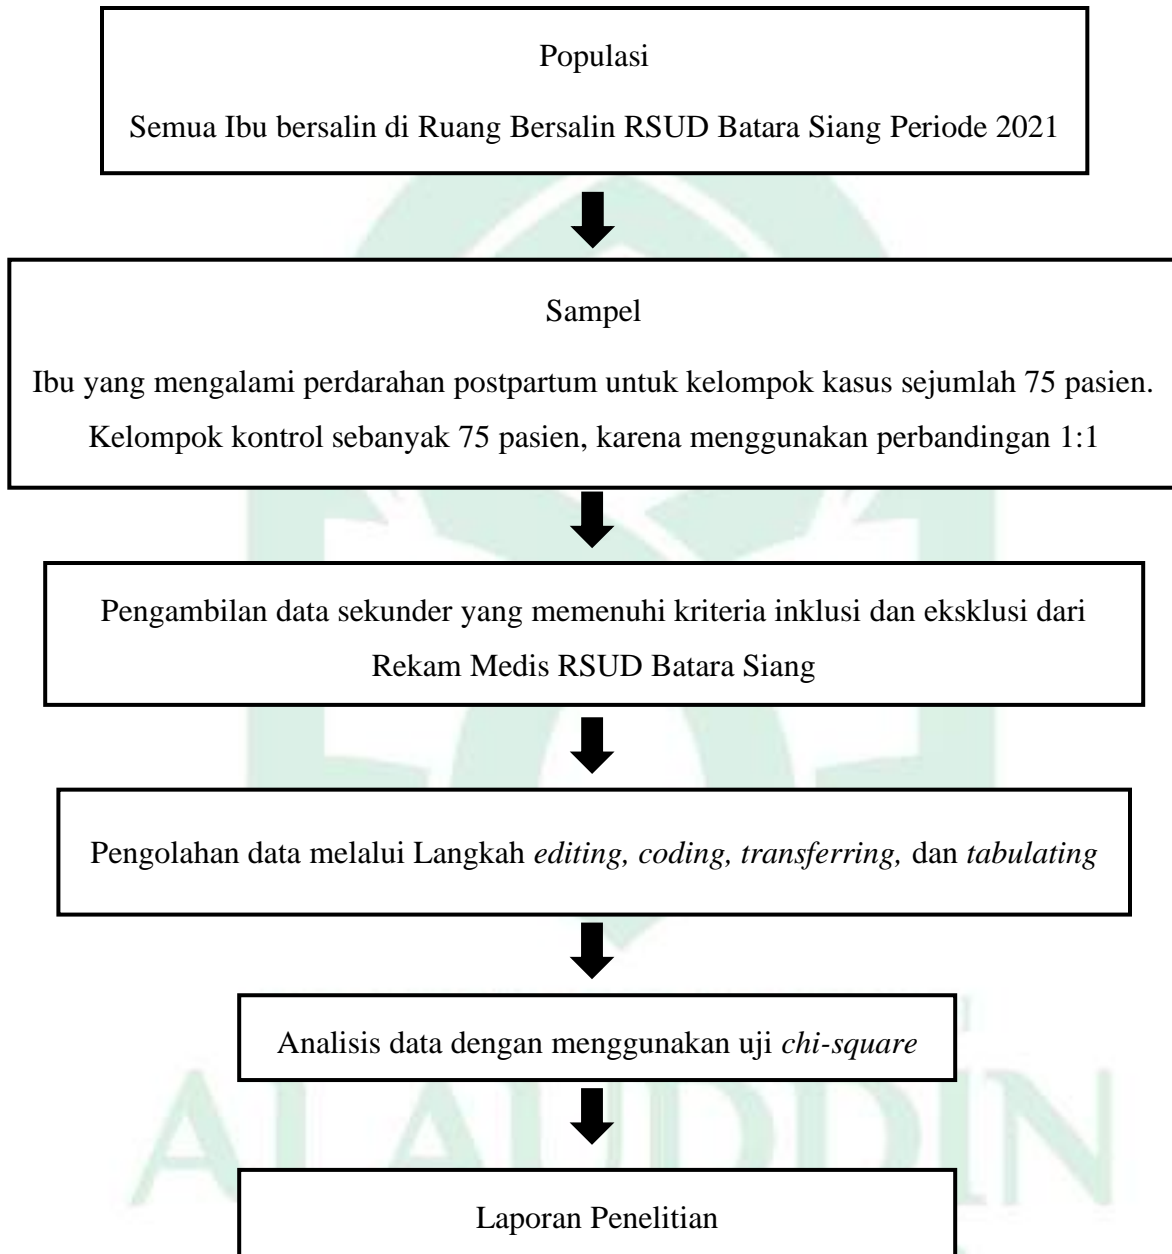 Populasi
Semua Ibu bersalin di Ruang Bersalin RSUD Batara Siang Periode 2021
Sampel
Ibu yang mengalami perdarahan postpartum untuk kelompok kasus sejumlah 75 pasien.
Kelompok kontrol sebanyak 75 pasien, karena menggunakan perbandingan 1:1
Pengambilan data sekunder yang memenuhi kriteria inklusi dan eksklusi dari
Rekam Medis RSUD Batara Siang
Pengolahan data melalui Langkah editing, coding, transferring, dan tabulating
Analisis data dengan menggunakan uji chi-square
ALAUDDIN
Laporan Penelitian